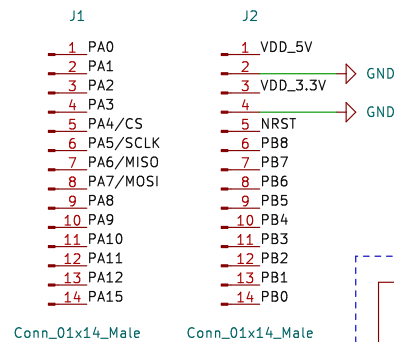 J1
1 PA0
2 PA1
3 PA2
4 PA3
5 PA4/CS
6 PA5/SCLK
7 PA6/MISO
8 PA7/MOSI
9 PA8
10 PA9
11 PA10
12 PA11
13 PA12
14 PA15
Conn_01x14_Male
J2
1 VDD_5V
2 GND
3 VDD_3.3V
4 GND
5 NRST
6 PB8
7 PB7
8 PB6
9 PB5
10 PB4
11 PB3
12 PB2
13 PB1
14 PB0
Conn_01x14_Male